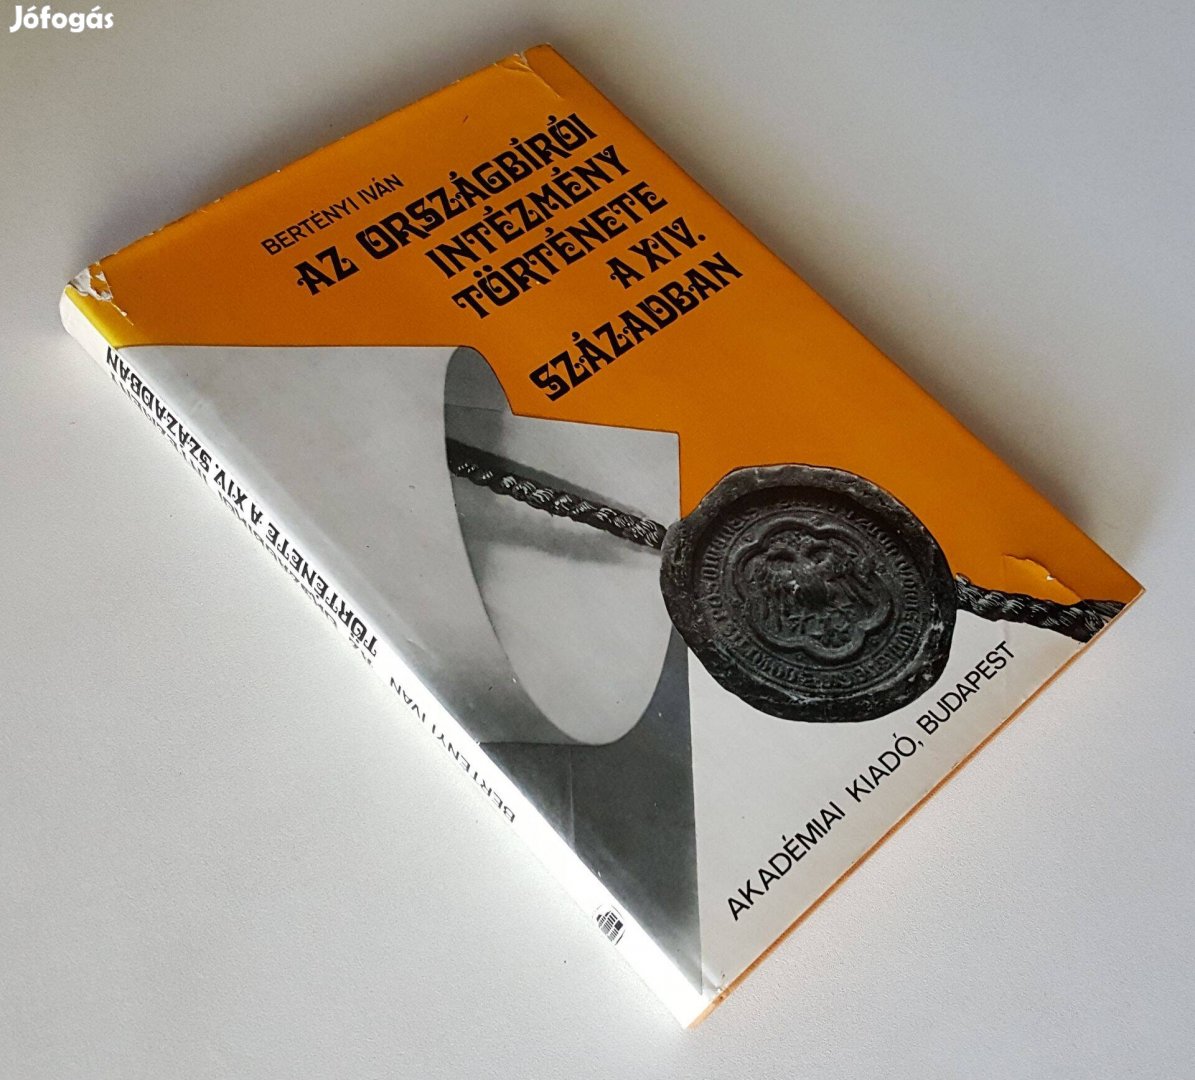 Jófogás
BERTÉNYI IVÁN
AZ ORSZÁGBÍRÓI
INTÉZMÉNY
TÖRTÉNETE
A XIV.
SZÁZADBAN
AKADÉMIAI KIADÓ, BUDAPEST
BERTÉNYI IVÁN
TÖRTÉNETE A XIV. SZÁZADBAN